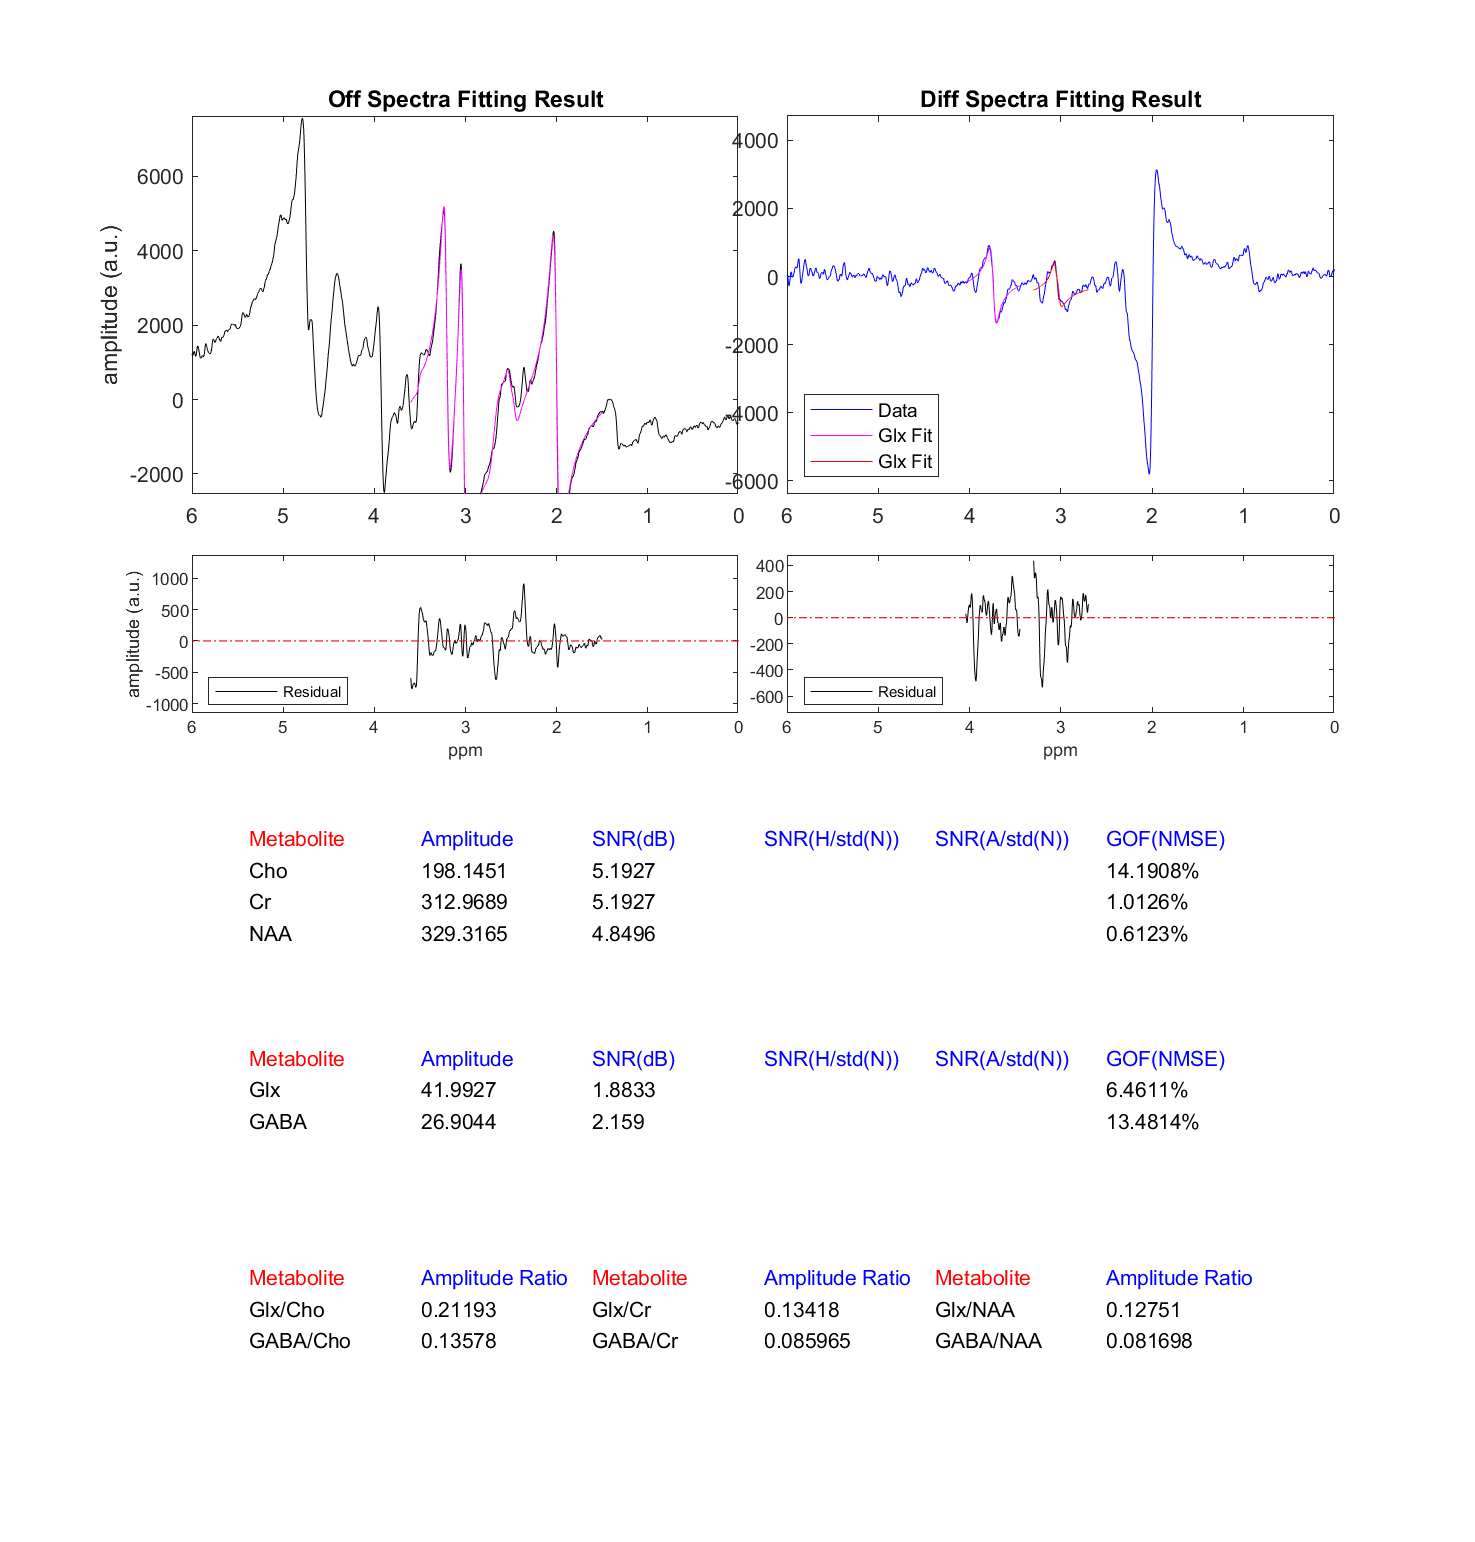 Off Spectra Fitting Result
amplitude (a.u.)
6000
4000
2000
0
-2000
6 5 4 3 2 1 0
Diff Spectra Fitting Result
4000
2000
0
-2000
-4000
-6000
Data
Glx Fit
Glx Fit
6 5 4 3 2 1 0
amplitude (a.u.)
1000
500
0
-500
-1000
Residual
6 5 4 3 2 1 0
ppm
400
200
0
-200
-400
-600
Residual
6 5 4 3 2 1 0
ppm
Metabolite Amplitude SNR(dB) SNR(H/std(N)) SNR(A/std(N)) GOF(NMSE)
Cho 198.1451 5.1927 14.1908%
Cr 312.9689 5.1927 1.0126%
NAA 329.3165 4.8496 0.6123%
Metabolite Amplitude SNR(dB) SNR(H/std(N)) SNR(A/std(N)) GOF(NMSE)
Glx 41.9927 1.8833 6.4611%
GABA 26.9044 2.159 13.4814%
Metabolite Amplitude Ratio Metabolite Amplitude Ratio Metabolite Amplitude Ratio
Glx/Cho 0.21193 Glx/Cr 0.13418 Glx/NAA 0.12751
GABA/Cho 0.13578 GABA/Cr 0.085965 GABA/NAA 0.081698